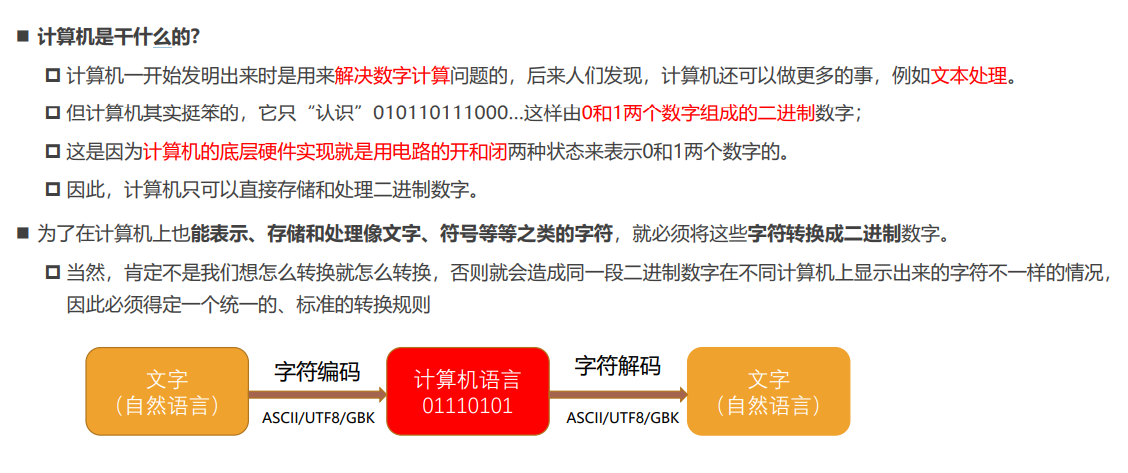 计算机是干什么的?
计算机一开始发明出来时是用来解决数字计算问题的，后来人们发现，计算机还可以做更多的事，例如文本处理。
但计算机其实挺笨的，它只“认识”010110111000...这样由0和1两个数字组成的二进制数字；
这是因为计算机的底层硬件实现就是用电路的开和闭两种状态来表示0和1两个数字的。
因此，计算机只可以直接存储和处理二进制数字。
为了在计算机上也能表示、存储和处理像文字、符号等等之类的字符，就必须将这些字符转换成二进制数字。
当然，肯定不是我们想怎么转换就怎么转换，否则就会造成同一段二进制数字在不同计算机上显示出来的字符不一样的情况，
因此必须得定一个统一的、标准的转换规则
文字
（自然语言）
字符编码
ASCII/UTF8/GBK
计算机语言
01110101
字符解码
ASCII/UTF8/GBK
文字
（自然语言）